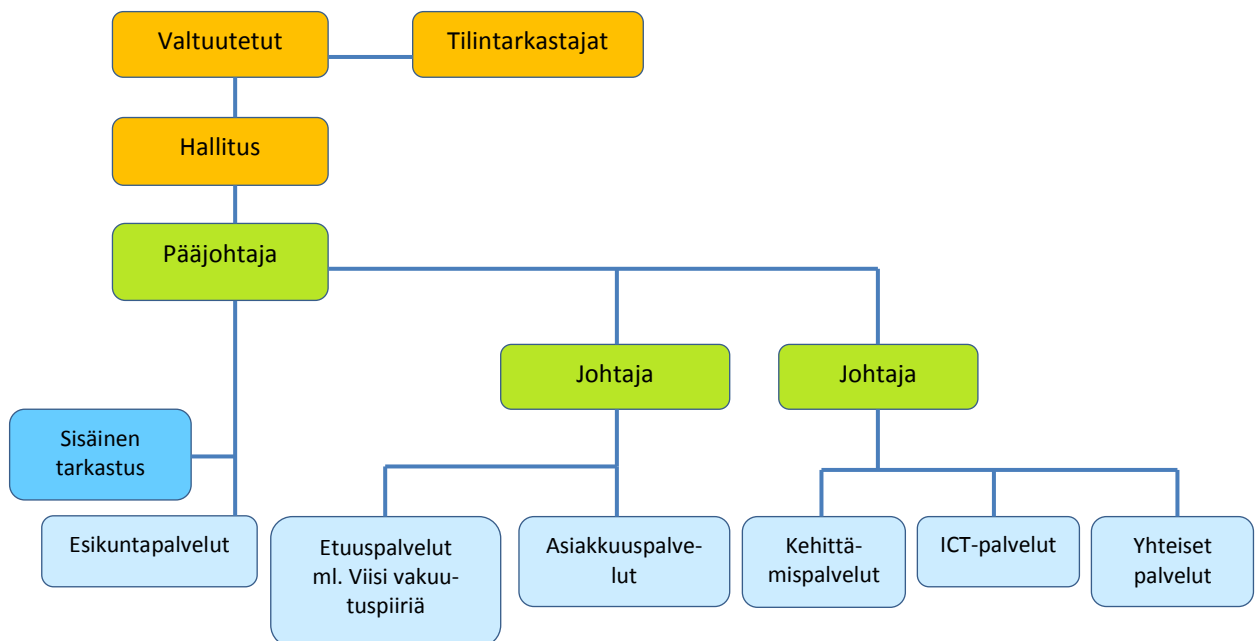 Valtuutetut
Tilintarkastajat
Hallitus
Pääjohtaja
Johtaja
Johtaja
Sisäinen
tarkastus
Esikuntapalvelut
Etuuspalvelut
ml. Viisi vakuu-
tuspiiriä
Asiakkuuspalve-
lut
Kehittä-
mispalvelut
ICT-palvelut
Yhteiset
palvelut